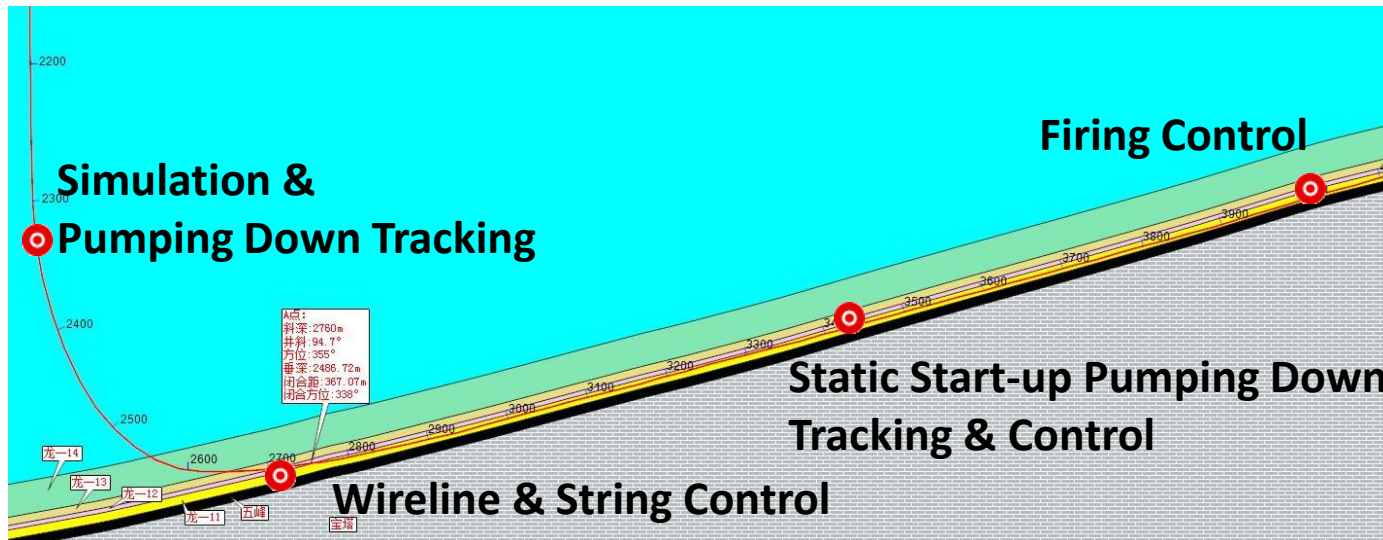 2200
Firing Control
Simulation &
2300
Pumping Down Tracking
3900
3800
3700
3600
3500
3300
3200
3100
3000
2900
2800
2700
2600
2500
2400
A点:
斜深:2760m
井斜:94.7°
方位:355°
垂深:2486.72m
闭合距:367.07m
闭合方位:338°
Static Start-up Pumping Down
Tracking & Control
Wireline & String Control
龙一14
龙一13
龙一12
龙一11
五峰
宝塔